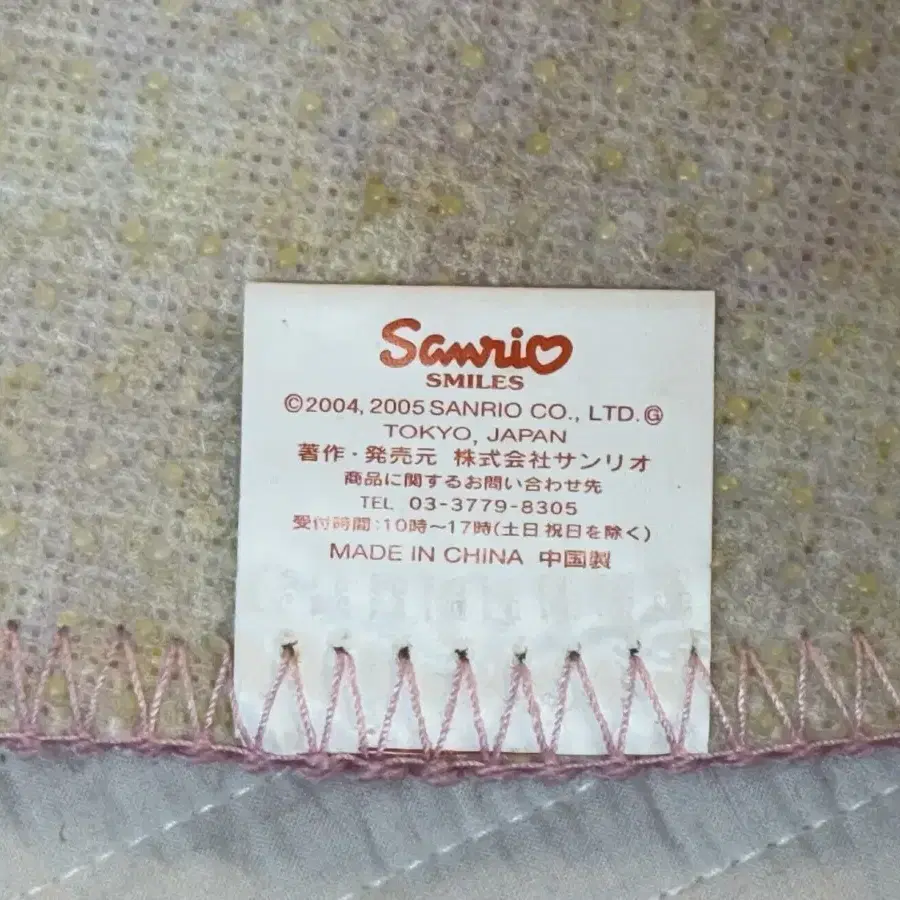 Sanrio
SMILES
©2004, 2005 SANRIO CO., LTD.Ⓖ
TOKYO, JAPAN
著作・発売元 株式会社サンリオ
商品に関するお問い合わせ先
TEL 03-3779-8305
受付時間:10時〜17時(土日祝日を除く)
MADE IN CHINA 中国製